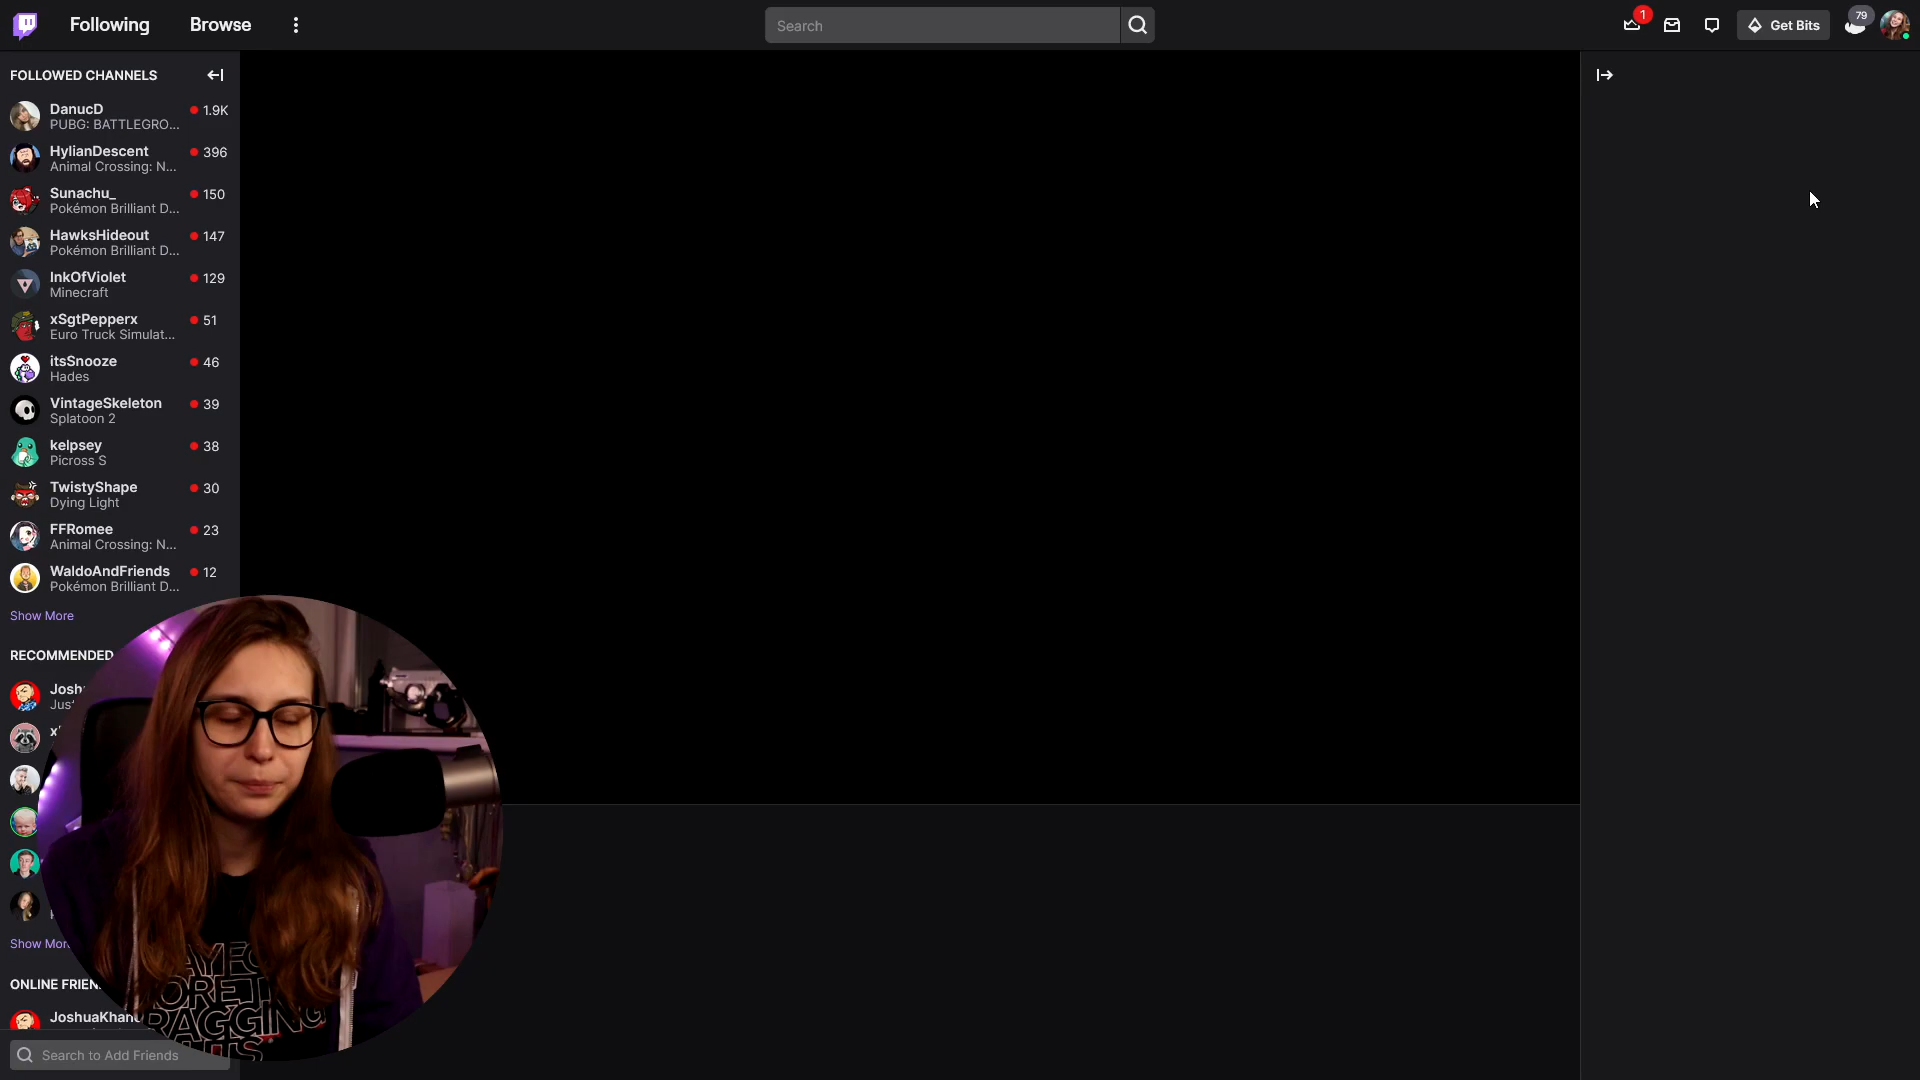 Following
Browse
Search
1
Get Bits
79
FOLLOWED CHANNELS
DanucD
1.9K
PUBG: BATTLEGRO...
HylianDescent
396
Animal Crossing: N...
Sunachu_
150
Pokémon Brilliant D...
HawksHideout
147
Pokémon Brilliant D...
InkOfViolet
129
Minecraft
xSgtPepperx
51
Euro Truck Simulat...
itsSnooze
46
Hades
VintageSkeleton
39
Splatoon 2
kelpsey
38
Picross S
TwistyShape
30
Dying Light
FFRomee
23
Animal Crossing: N...
WaldoAndFriends
12
Pokémon Brilliant D...
Show More
RECOMMENDED
Josh
Show More
ONLINE FRIEN
JoshuaKhan
Search to Add Friends